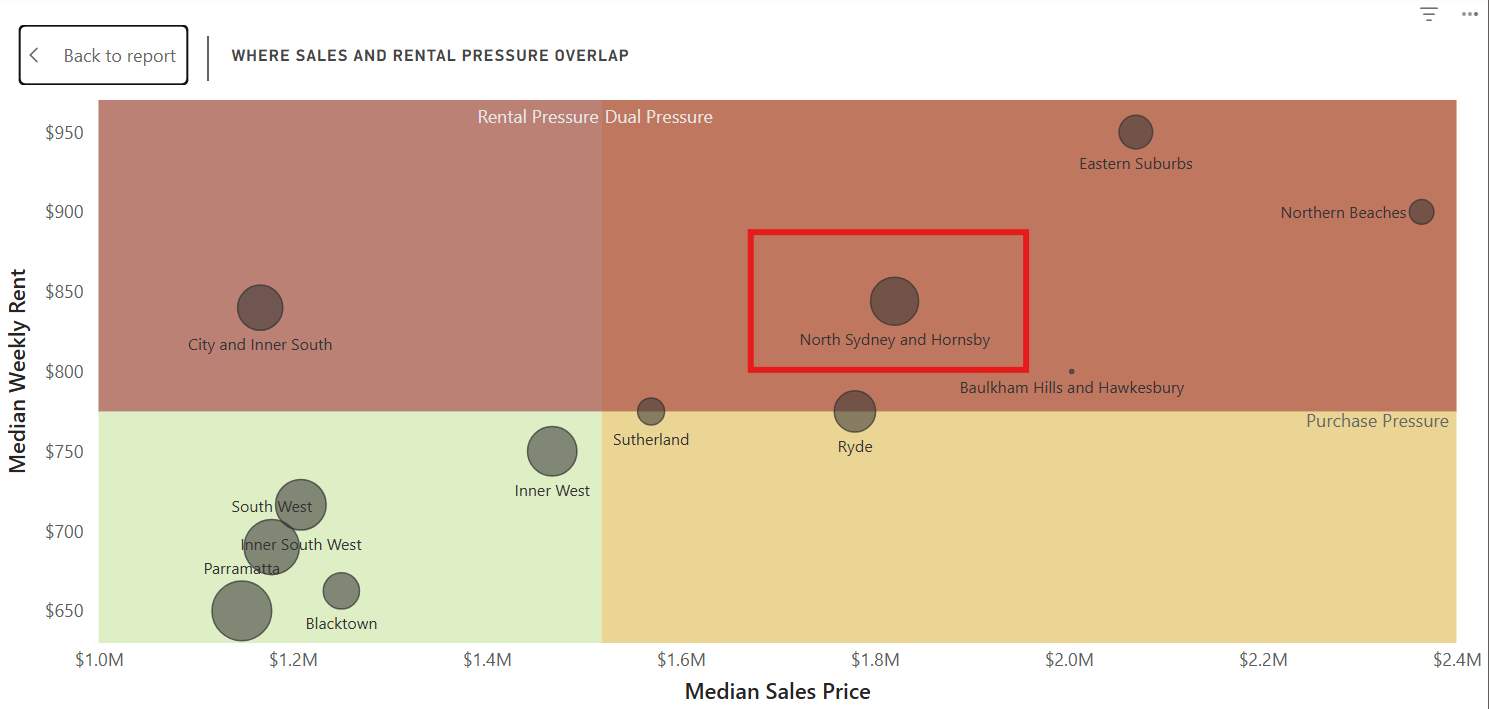 Back to report
WHERE SALES AND RENTAL PRESSURE OVERLAP
Rental Pressure
Dual Pressure
$950
Eastern Suburbs
$900
Northern Beaches
$850
North Sydney and Hornsby
City and Inner South
$800
Baulkham Hills and Hawkesbury
Purchase Pressure
Sutherland
Ryde
$750
Inner West
South West
$700
Inner South West
Parramatta
$650
Blacktown
Median Weekly Rent
$1.0M
$1.2M
$1.4M
$1.6M
$1.8M
$2.0M
$2.2M
$2.4M
Median Sales Price